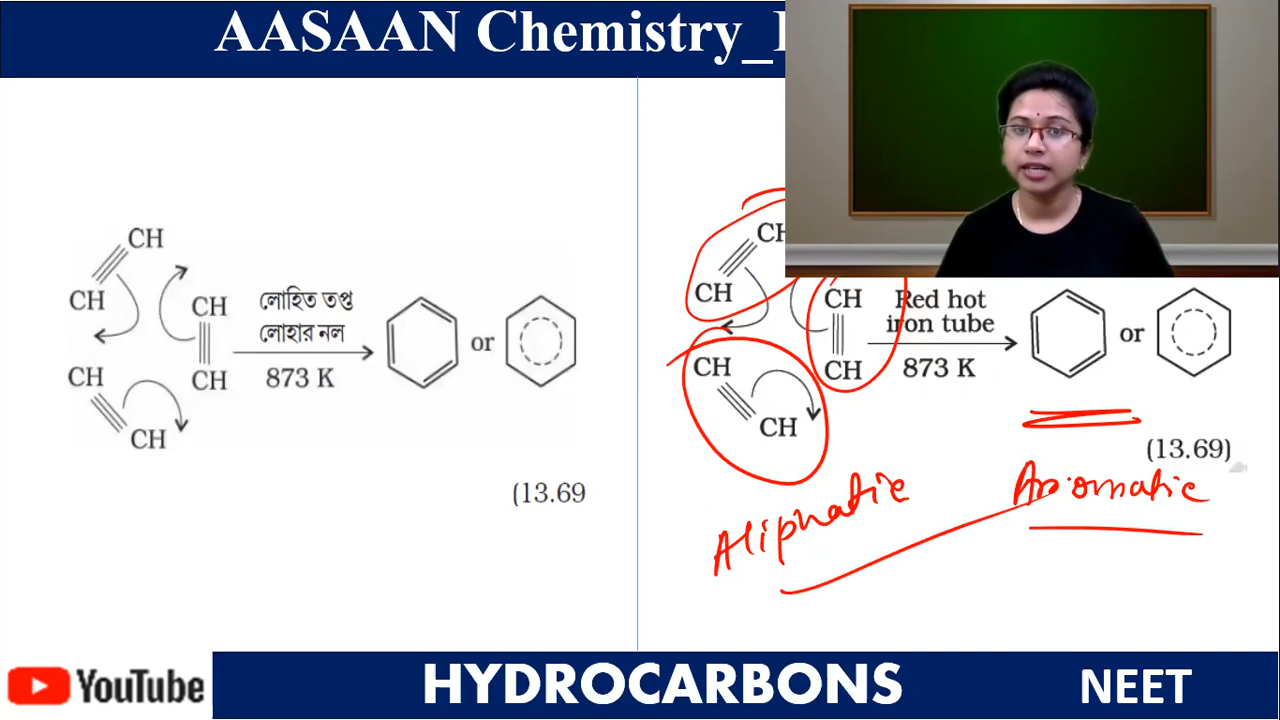 AASAAN Chemistry_
CH
CH
CH
CH
CH
CH
লোহিত তপ্ত
লোহার নল
873 K
or
(13.69
CH
CH
CH
CH
CH
CH
Red hot
iron tube
873 K
or
(13.69)
Aliphatic
Aromatic
YouTube
HYDROCARBONS
NEET